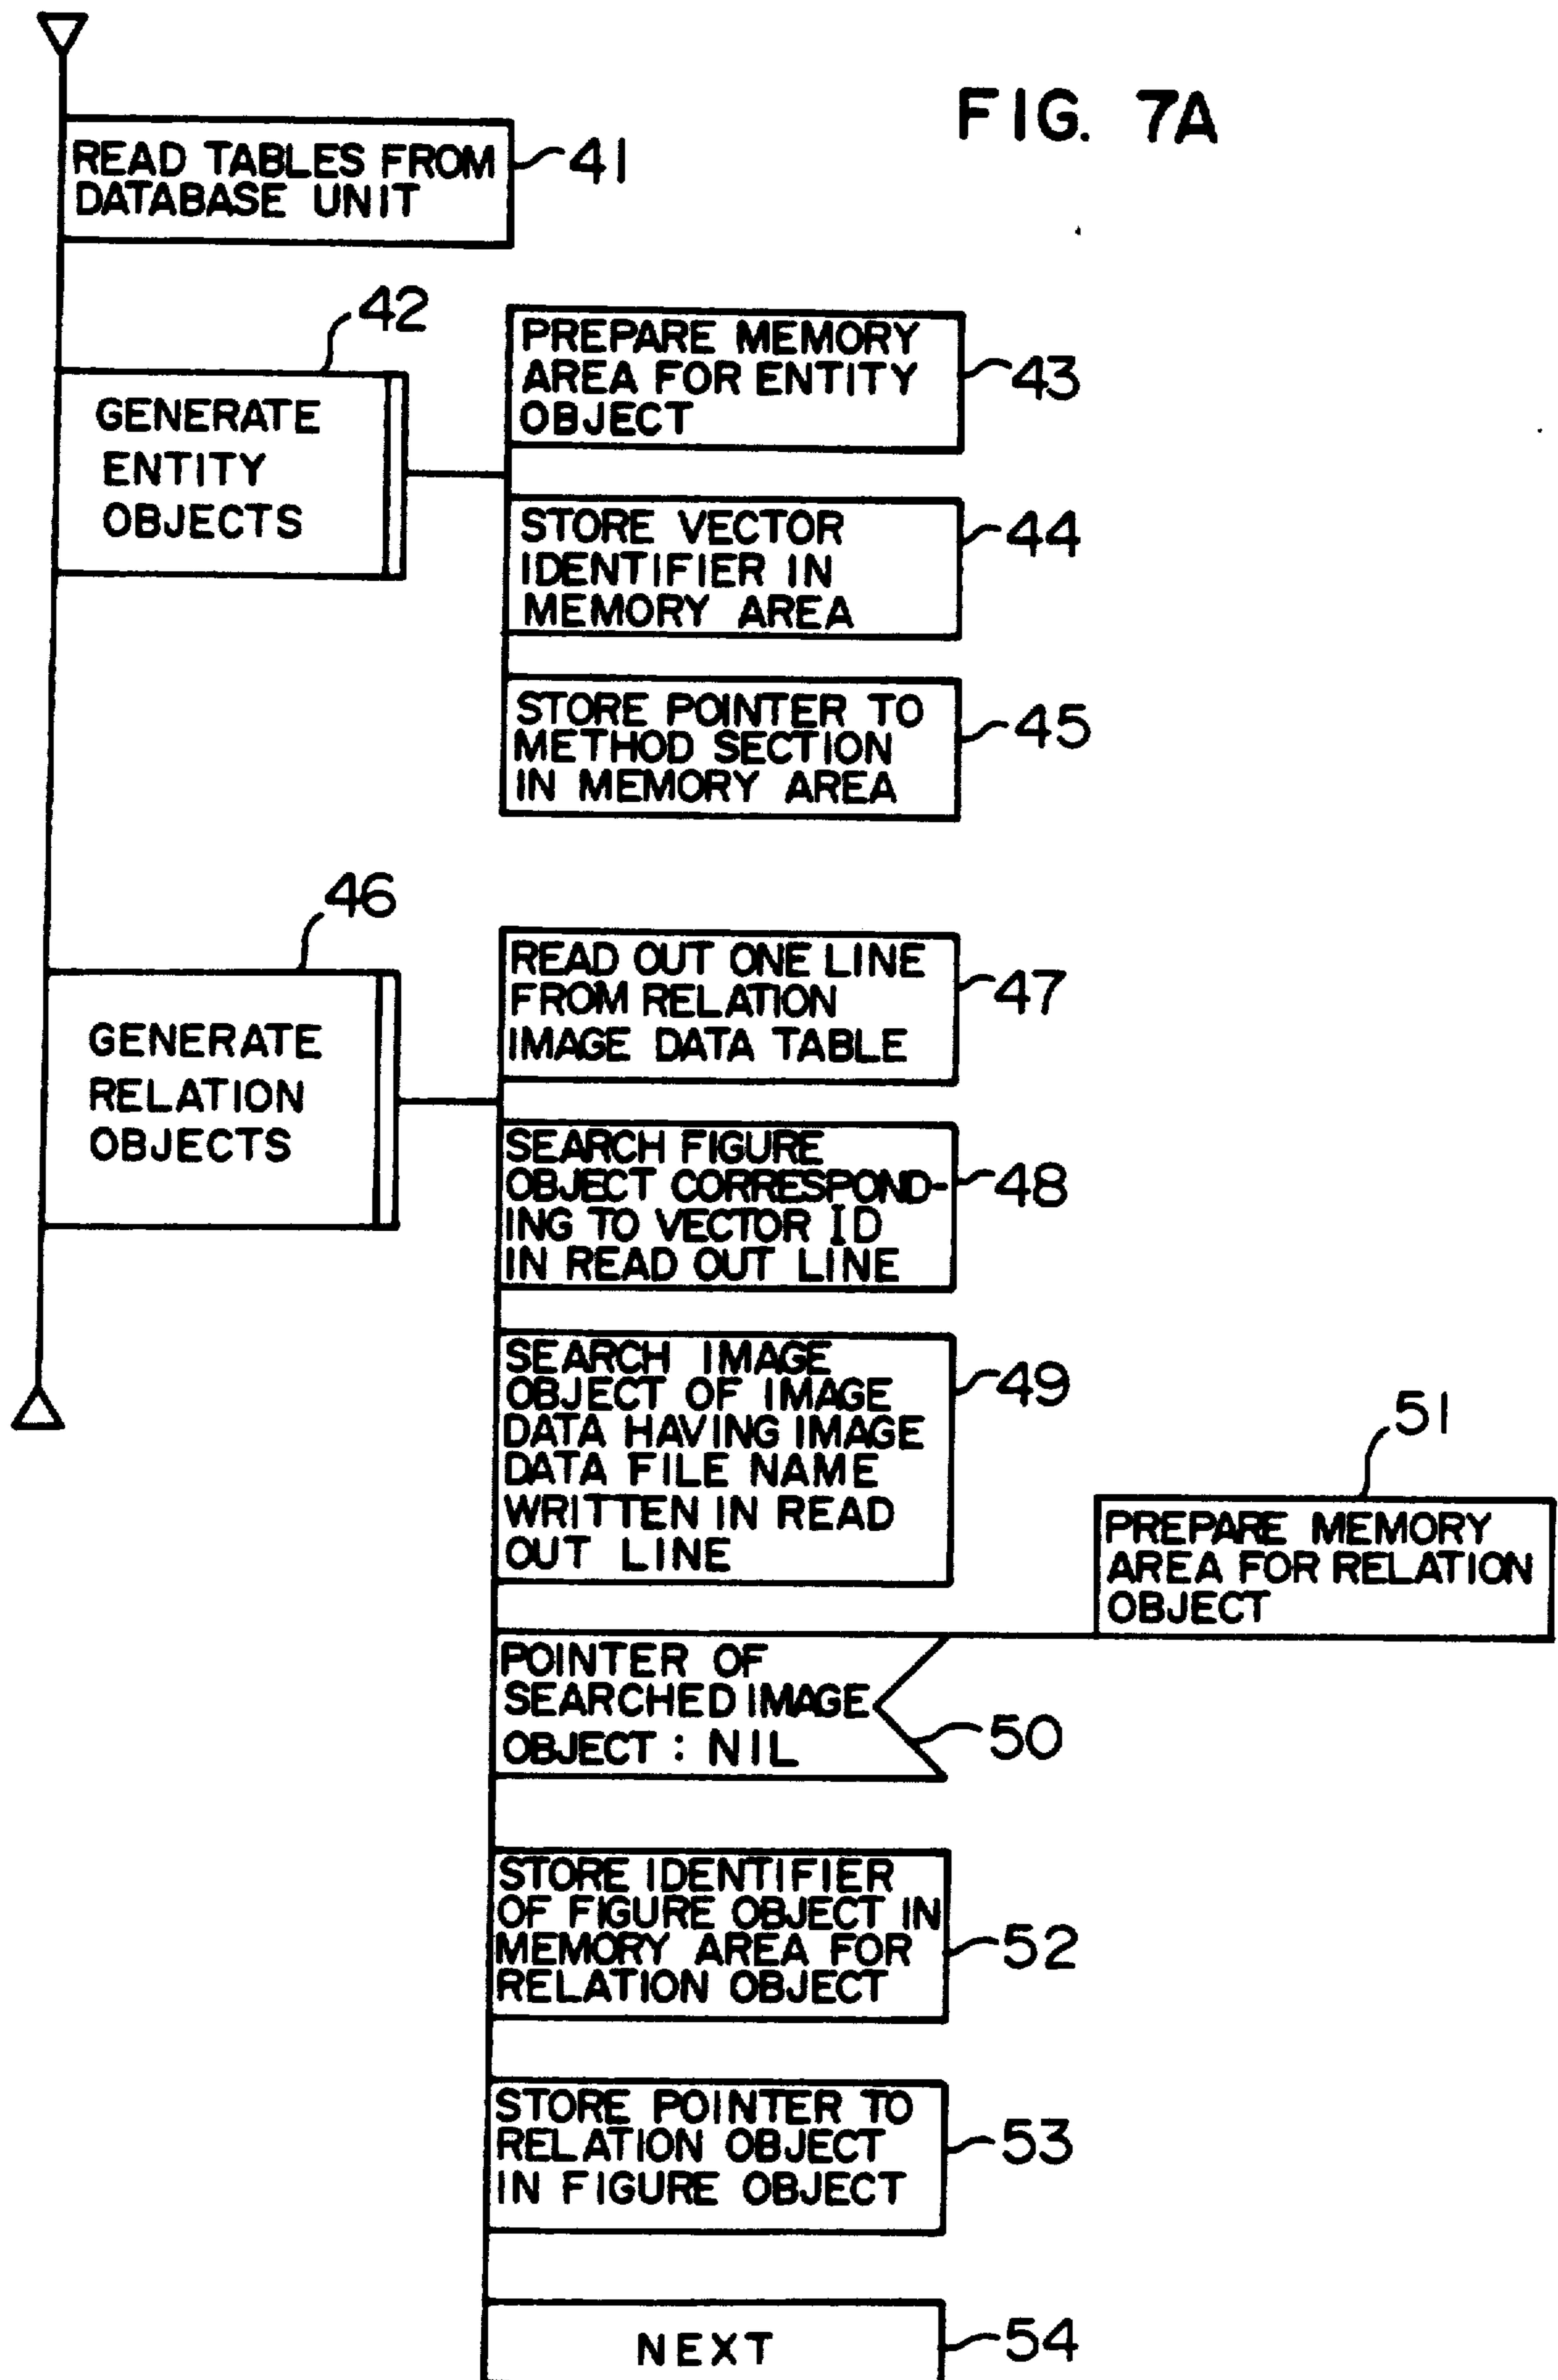 FIG. 7A
READ TABLES FROM
DATABASE UNIT
41
42
GENERATE
ENTITY
OBJECTS
PREPARE MEMORY
AREA FOR ENTITY
OBJECT
43
STORE VECTOR
IDENTIFIER IN
MEMORY AREA
44
STORE POINTER TO
METHOD SECTION
IN MEMORY AREA
45
46
GENERATE
RELATION
OBJECTS
READ OUT ONE LINE
FROM RELATION
IMAGE DATA TABLE
47
SEARCH FIGURE
OBJECT CORRESPOND-
ING TO VECTOR ID
IN READ OUT LINE
48
SEARCH IMAGE
OBJECT OF IMAGE
DATA HAVING IMAGE
DATA FILE NAME
WRITTEN IN READ
OUT LINE
49
51
PREPARE MEMORY
AREA FOR RELATION
OBJECT
POINTER OF
SEARCHED IMAGE
OBJECT : NIL
50
STORE IDENTIFIER
OF FIGURE OBJECT IN
MEMORY AREA FOR
RELATION OBJECT
52
STORE POINTER TO
RELATION OBJECT
IN FIGURE OBJECT
53
NEXT
54